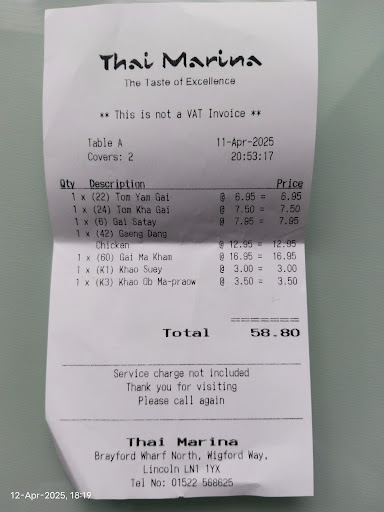 Thai Marina
The Taste of Excellence
** This is not a VAT Invoice **
Table A 11-Apr-2025
Covers: 2 20:53:17
Qty Description Price
1 x (22) Tom Yam Gai @ 6.95 = 6.95
1 x (24) Tom Kha Gai @ 7.50 = 7.50
1 x (6) Gai Satay @ 7.95 = 7.95
1 x (42) Gaeng Dang
Chicken @ 12.95 = 12.95
1 x (60) Gai Ma Kham @ 16.95 = 16.95
1 x (K1) Khao Suay @ 3.00 = 3.00
1 x (K3) Khao Ob Ma-praow @ 3.50 = 3.50
========
Total 58.80
Service charge not included
Thank you for visiting
Please call again
Thai Marina
Brayford Wharf North, Wigford Way,
Lincoln LN1 1YX
Tel No: 01522 568625
12-Apr-2025, 18:19